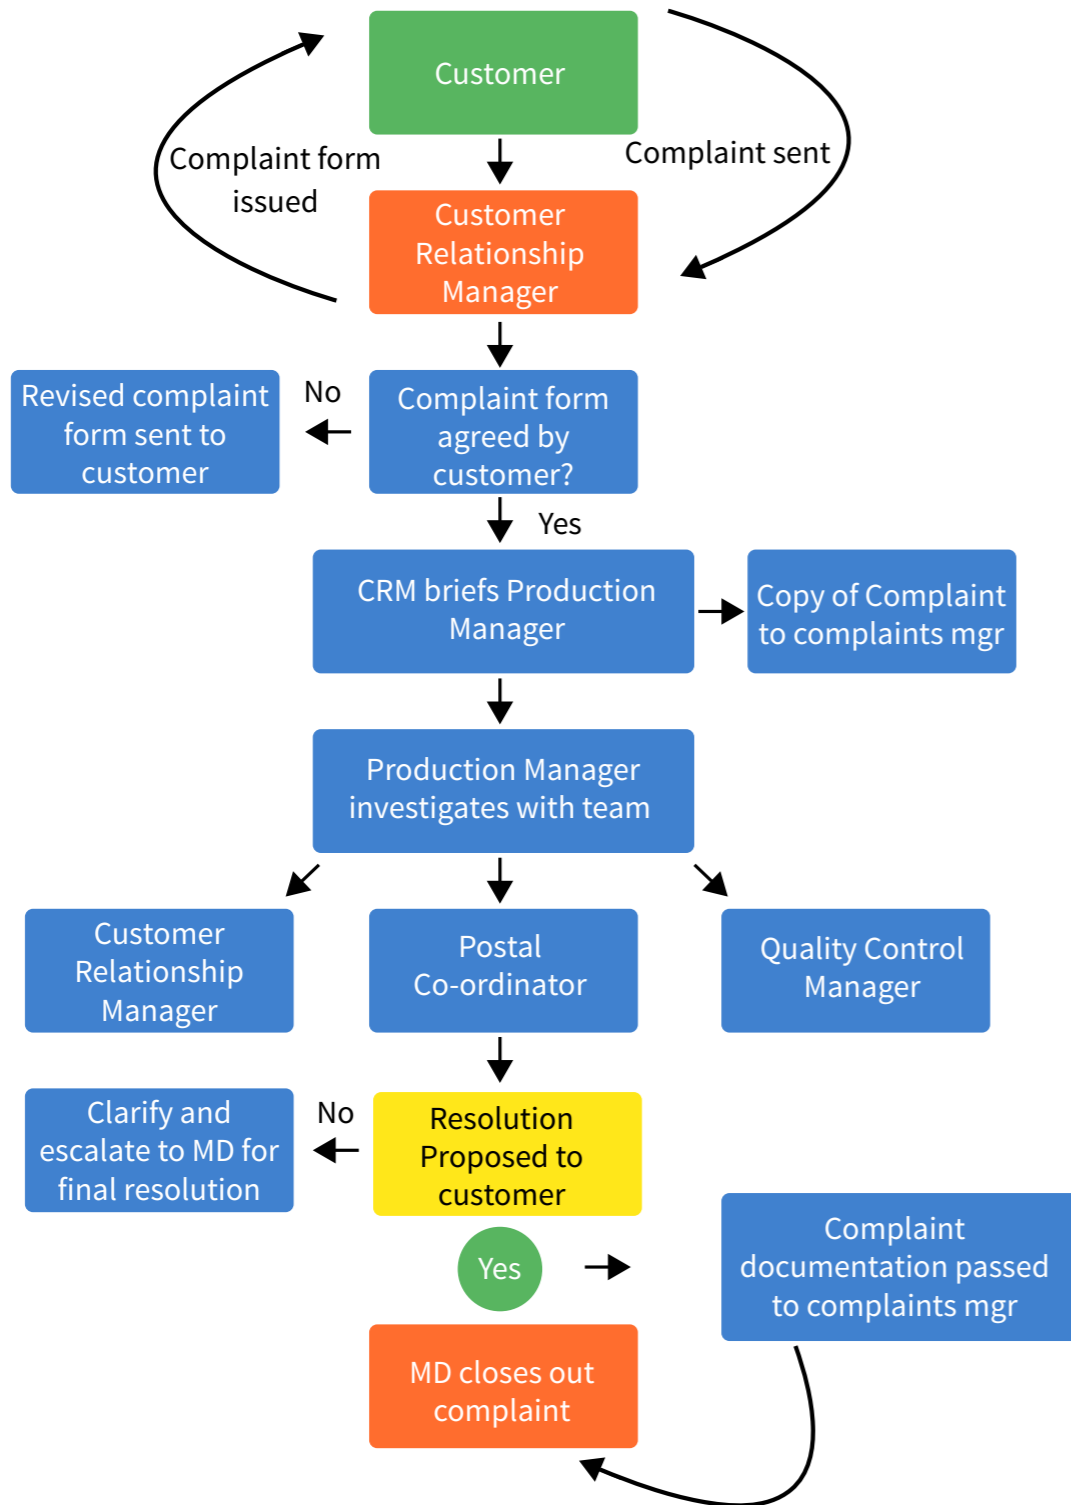 Customer
Complaint form
issued
Complaint sent
Customer
Relationship
Manager
Revised complaint
form sent to
customer
No
Complaint form
agreed by
customer?
Yes
CRM briefs Production
Manager
Copy of Complaint
to complaints mgr
Production Manager
investigates with team
Customer
Relationship
Manager
Postal
Co-ordinator
Quality Control
Manager
Clarify and
escalate to MD for
final resolution
No
Resolution
Proposed to
customer
Yes
Complaint
documentation passed
to complaints mgr
MD closes out
complaint